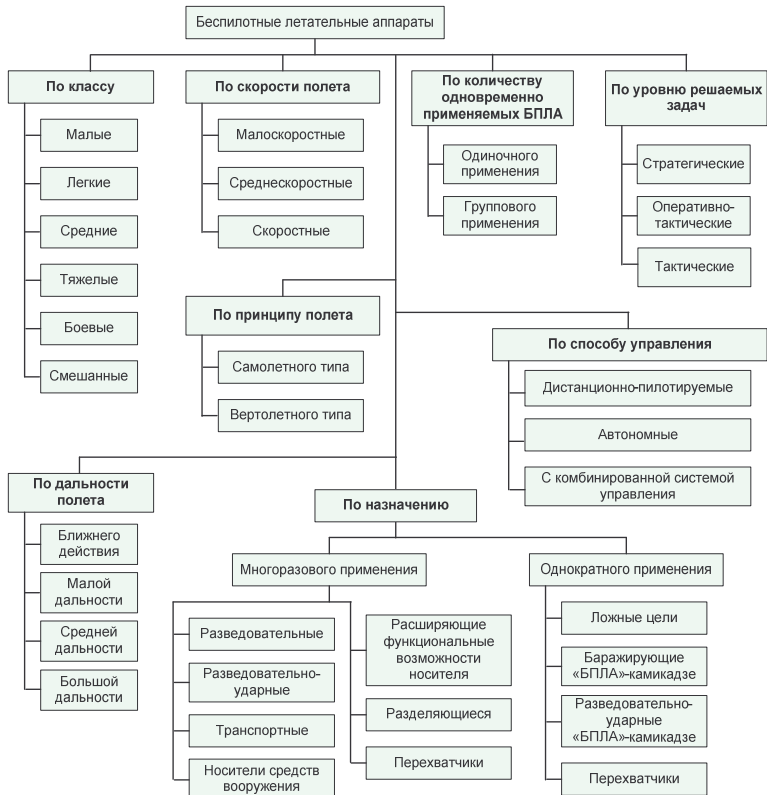 Беспилотные летательные аппараты
По классу
Малые
Легкие
Средние
Тяжелые
Боевые
Смешанные
По скорости полета
Малоскоростные
Среднескоростные
Скоростные
По количеству
одновременно
применяемых БПЛА
Одиночного
применения
Группового
применения
По уровню решаемых
задач
Стратегические
Оперативно-
тактические
Тактические
По принципу полета
Самолетного типа
Вертолетного типа
По способу управления
Дистанционно-пилотируемые
Автономные
С комбинированной системой
управления
По дальности
полета
Ближнего
действия
Малой
дальности
Средней
дальности
Большой
дальности
По назначению
Многоразового применения
Разведовательные
Разведовательно-
ударные
Транспортные
Носители средств
вооружения
Расширяющие
функциональные
возможности
носителя
Разделяющиеся
Перехватчики
Однократного применения
Ложные цели
Баражирующие
«БПЛА»-камикадзе
Разведовательно-
ударные
«БПЛА»-камикадзе
Перехватчики